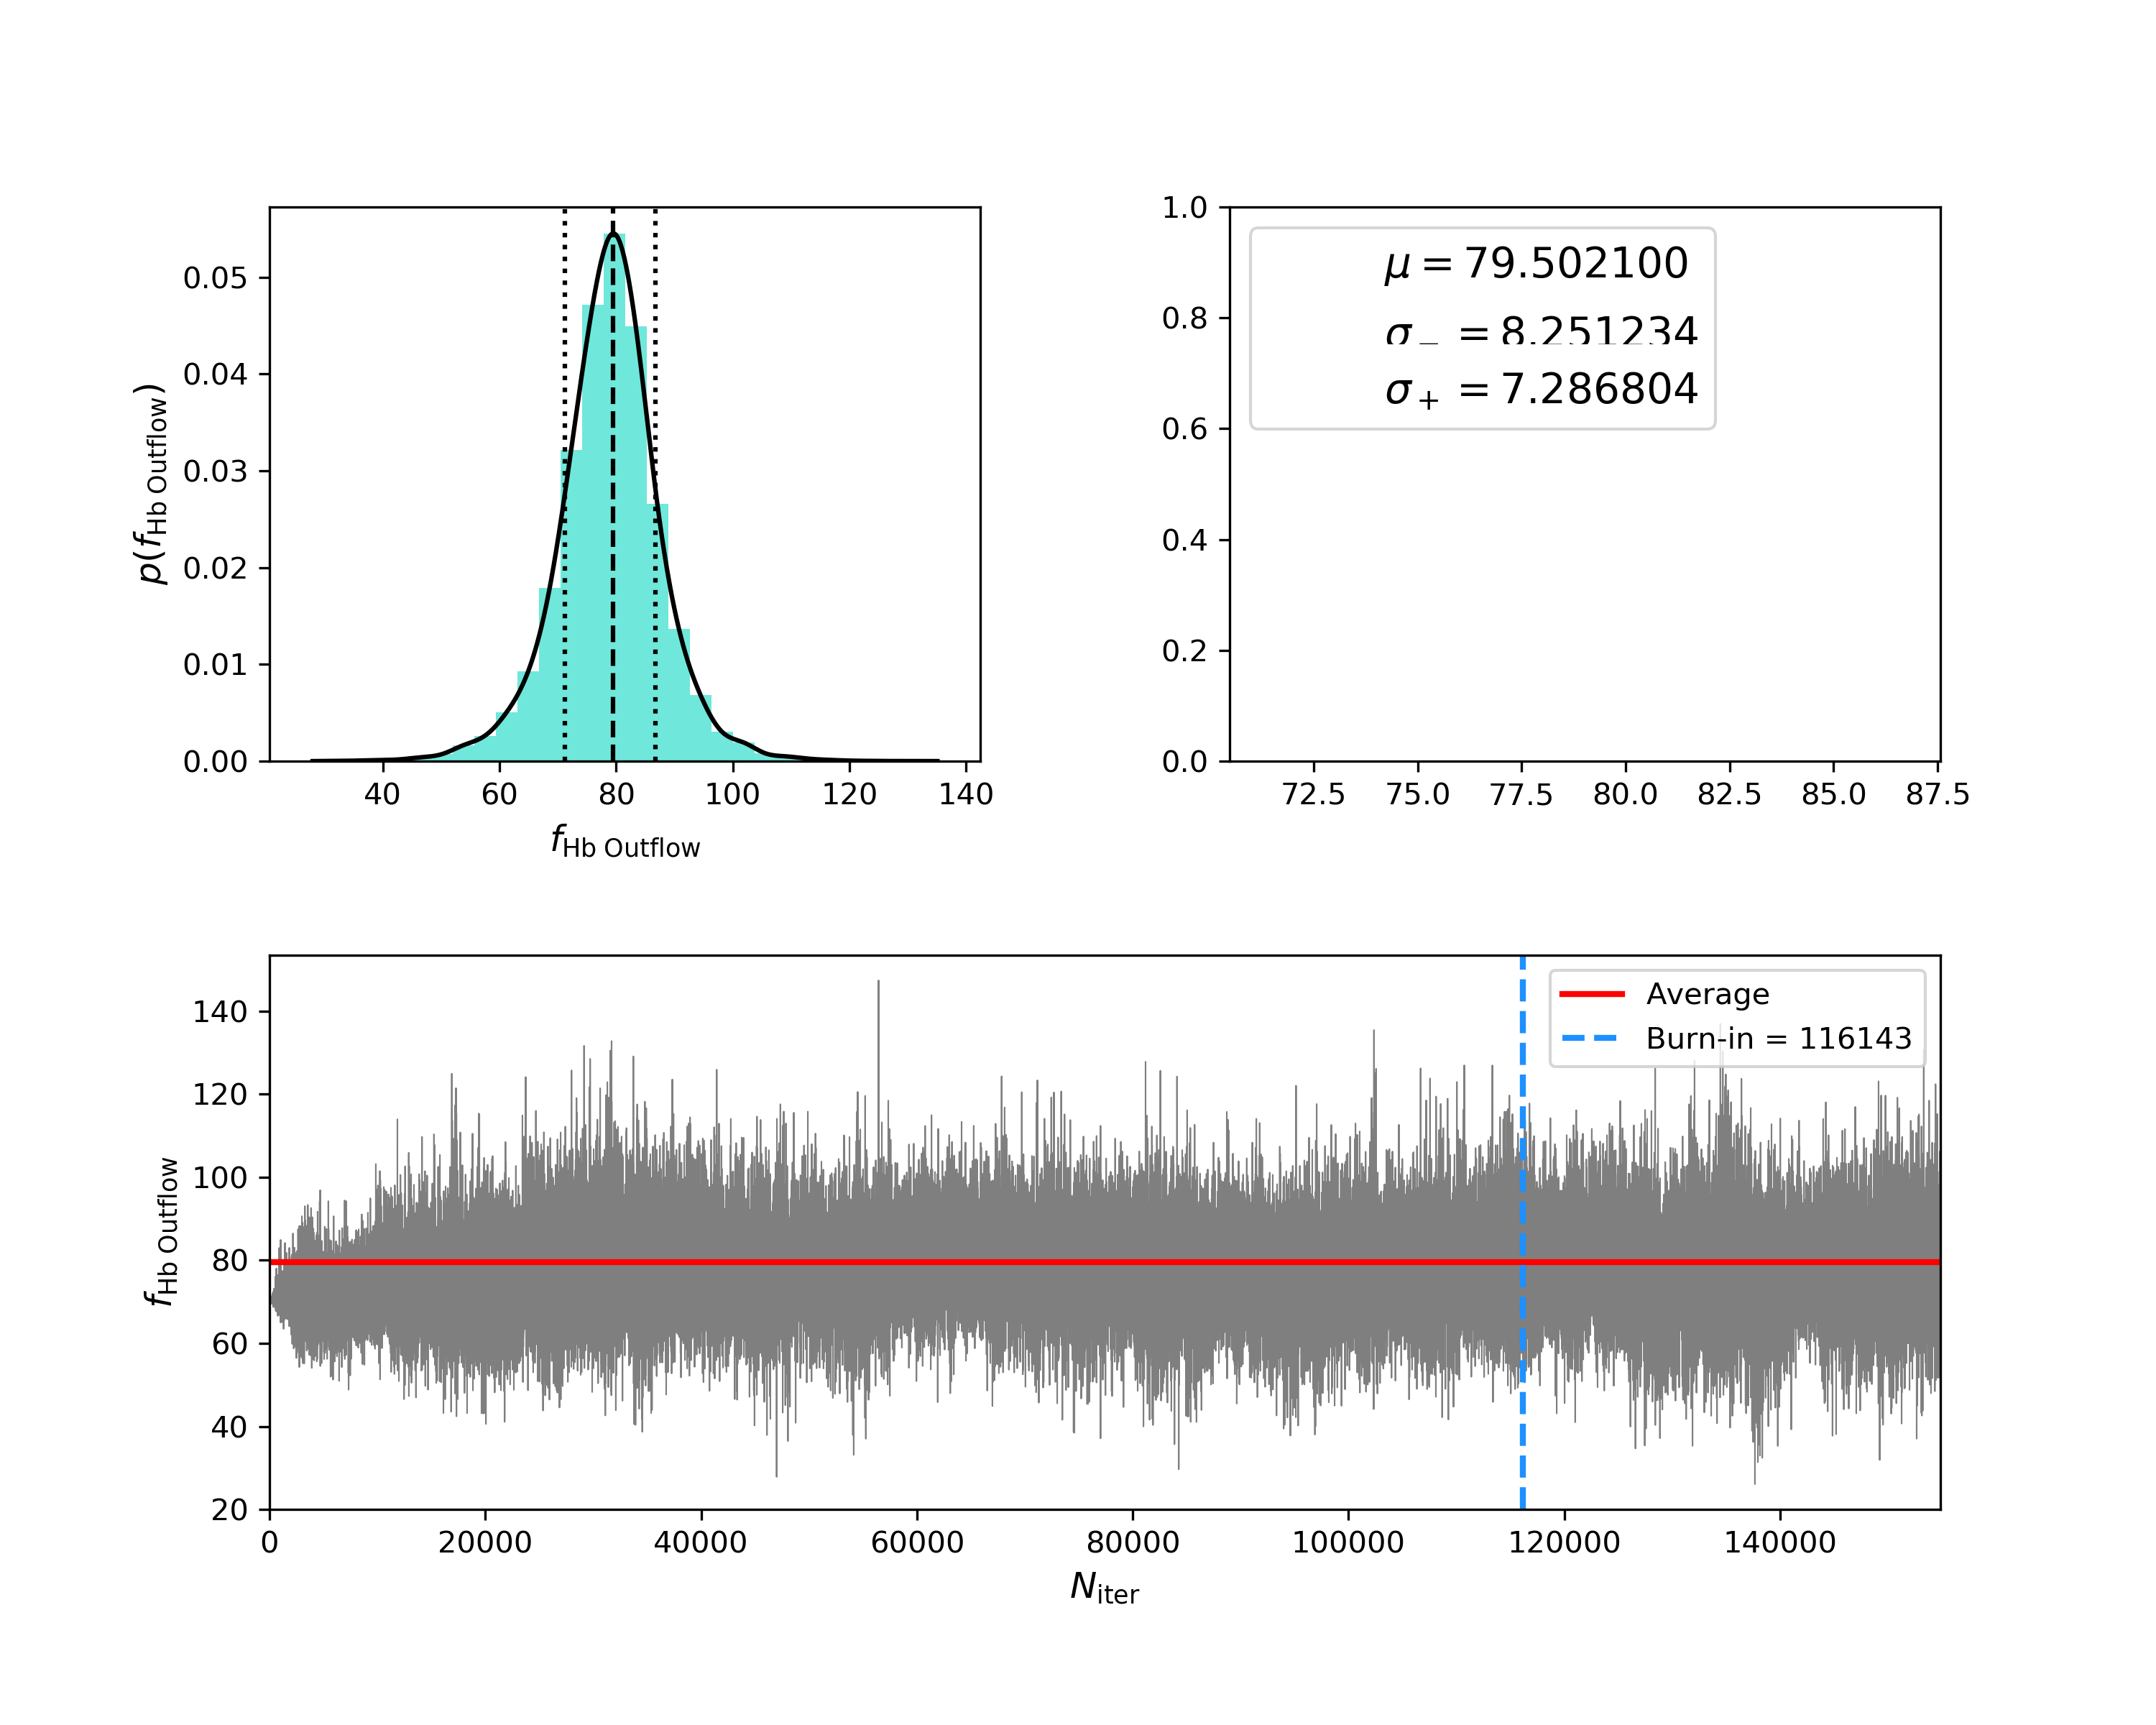 0.05
0.04
0.03
0.02
0.01
0.00
p(f_Hb Outflow)
40 60 80 100 120 140
f_Hb Outflow
μ = 79.502100
σ_− = 8.251234
σ_+ = 7.286804
1.0
0.8
0.6
0.4
0.2
0.0
72.5 75.0 77.5 80.0 82.5 85.0 87.5
140
120
100
80
60
40
20
f_Hb Outflow
Average
Burn-in = 116143
0 20000 40000 60000 80000 100000 120000 140000
N_iter